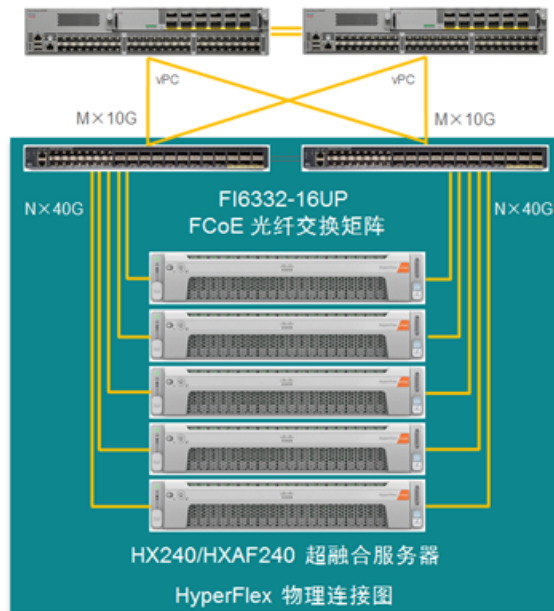 vPC
vPC
M×10G
M×10G
N×40G
FI6332-16UP
N×40G
FCoE 光纤交换矩阵
HX240/HXAF240 超融合服务器
HyperFlex 物理连接图